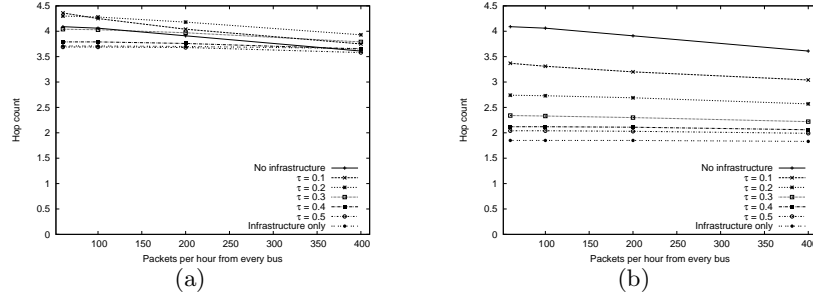 4.5
4
3.5
3
2.5
2
1.5
1
0.5
0
Hop count
No infrastructure
τ = 0.1
τ = 0.2
τ = 0.3
τ = 0.4
τ = 0.5
Infrastructure only
100 150 200 250 300 350 400
Packets per hour from every bus
(a)
4.5
4
3.5
3
2.5
2
1.5
1
0.5
0
Hop count
No infrastructure
τ = 0.1
τ = 0.2
τ = 0.3
τ = 0.4
τ = 0.5
Infrastructure only
100 150 200 250 300 350 400
Packets per hour from every bus
(b)